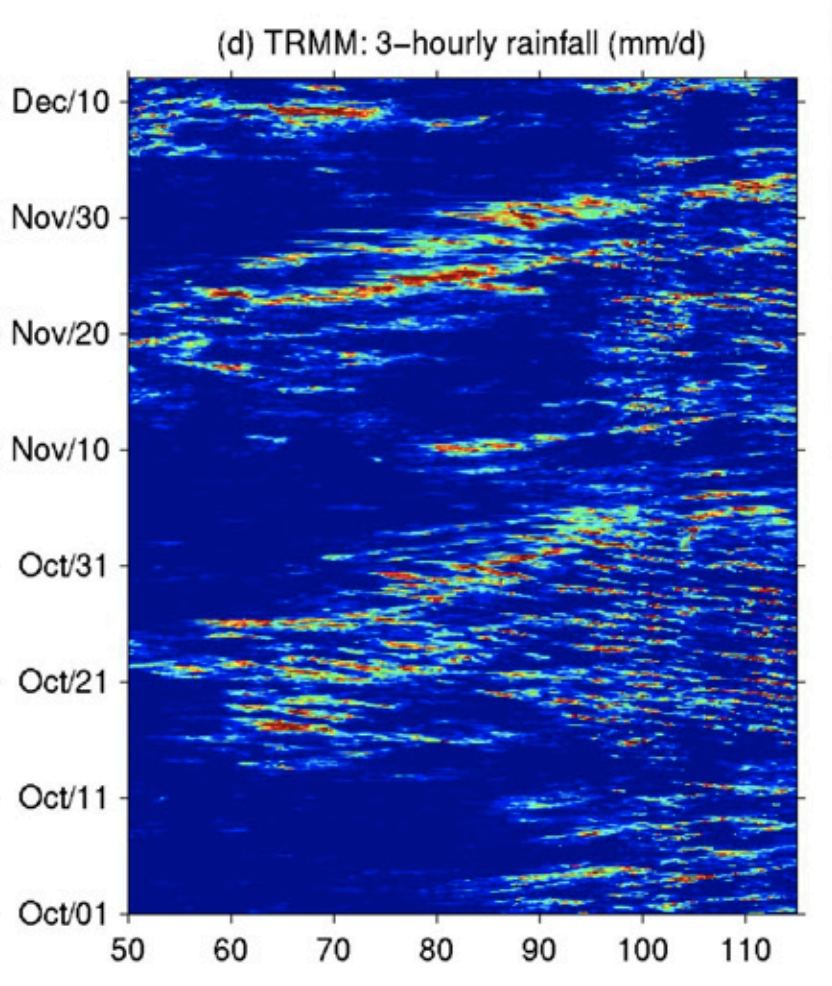 (d) TRMM: 3−hourly rainfall (mm/d)
Dec/10
Nov/30
Nov/20
Nov/10
Oct/31
Oct/21
Oct/11
Oct/01
50 60 70 80 90 100 110